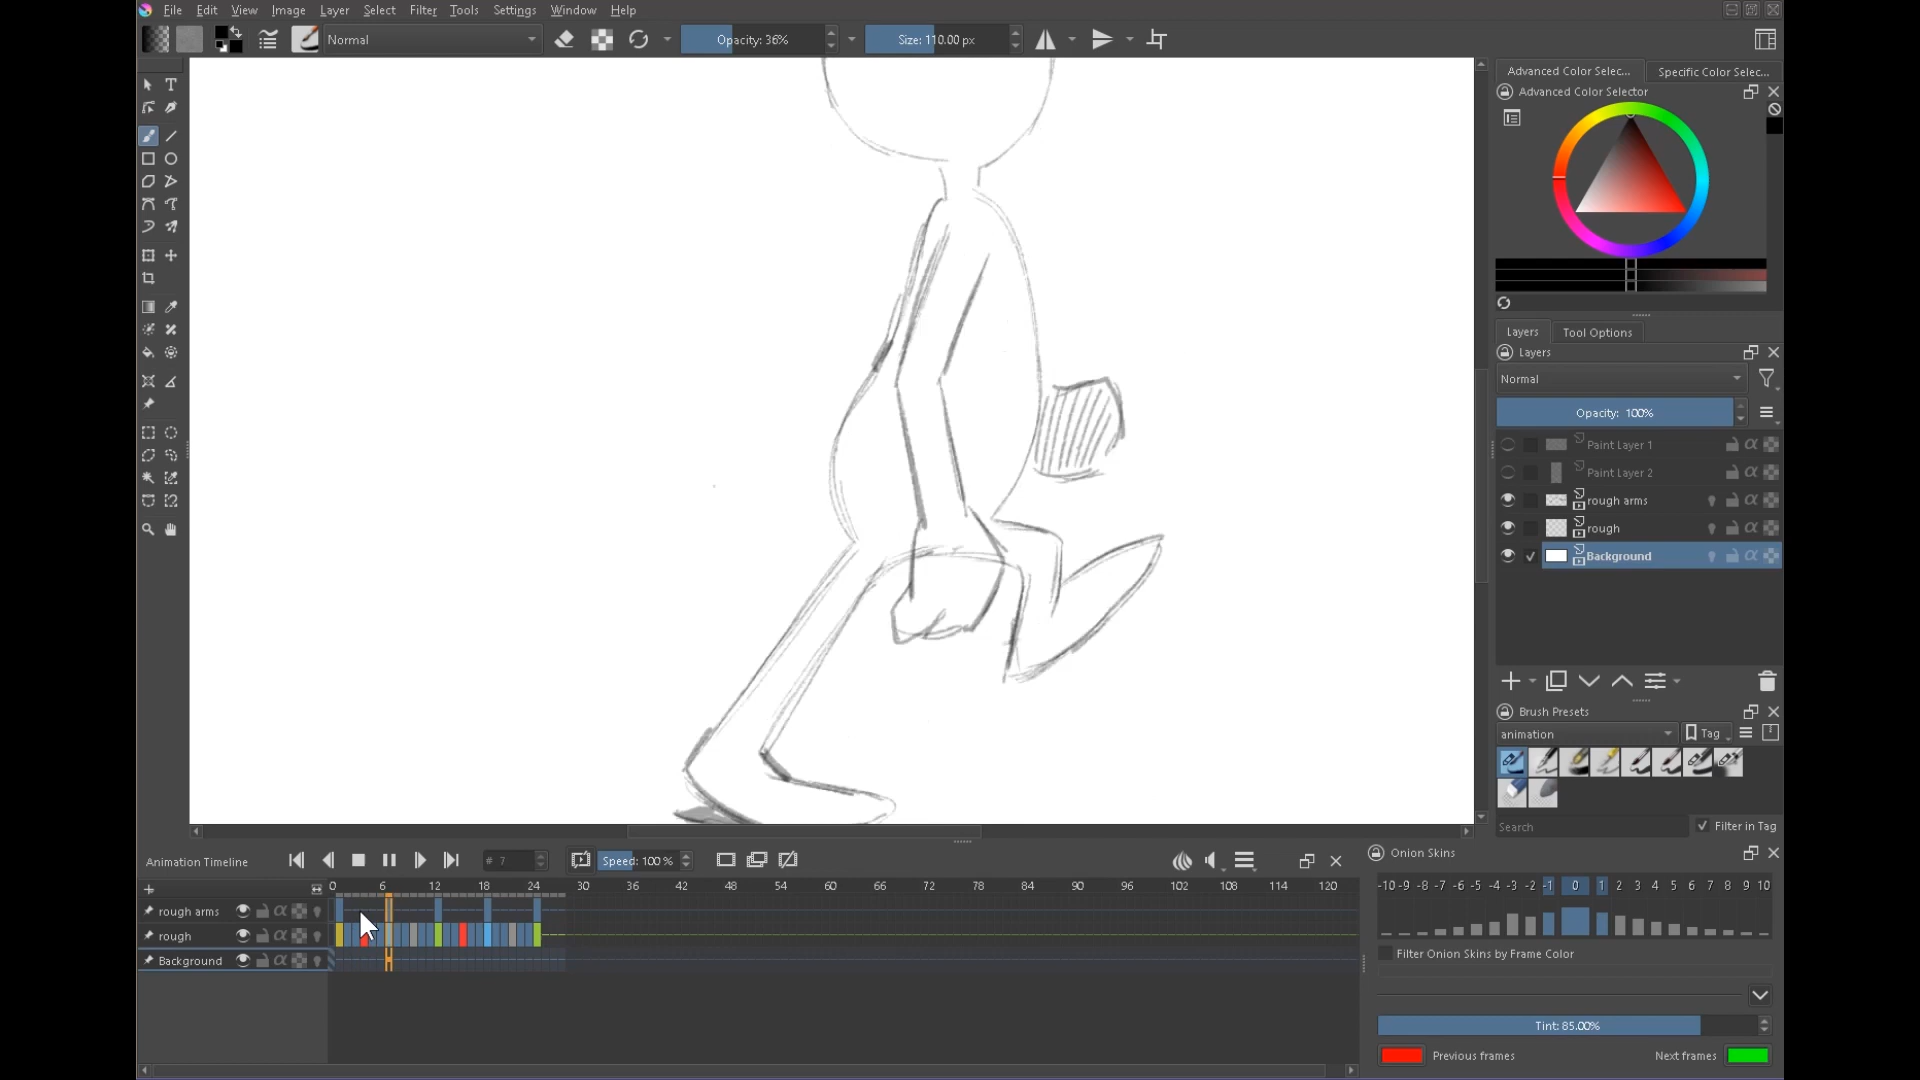 File Edit View Image Layer Select Filter Tools Settings Window Help
Normal Opacity: 36% Size: 110.00 px
Advanced Color Selec... Specific Color Selec...
Advanced Color Selector
Layers Tool Options
Layers
Normal
Opacity: 100%
Paint Layer 1
Paint Layer 2
rough arms
rough
Background
Brush Presets
animation Tag
Search Filter in Tag
Animation Timeline # 7 Speed: 100 %
0 6 12 18 24 30 36 42 48 54 60 66 72 78 84 90 96 102 108 114 120
rough arms
rough
Background
Onion Skins
-10 -9 -8 -7 -6 -5 -4 -3 -2 -1 0 1 2 3 4 5 6 7 8 9 10
Filter Onion Skins by Frame Color
Tint: 85.00%
Previous frames Next frames